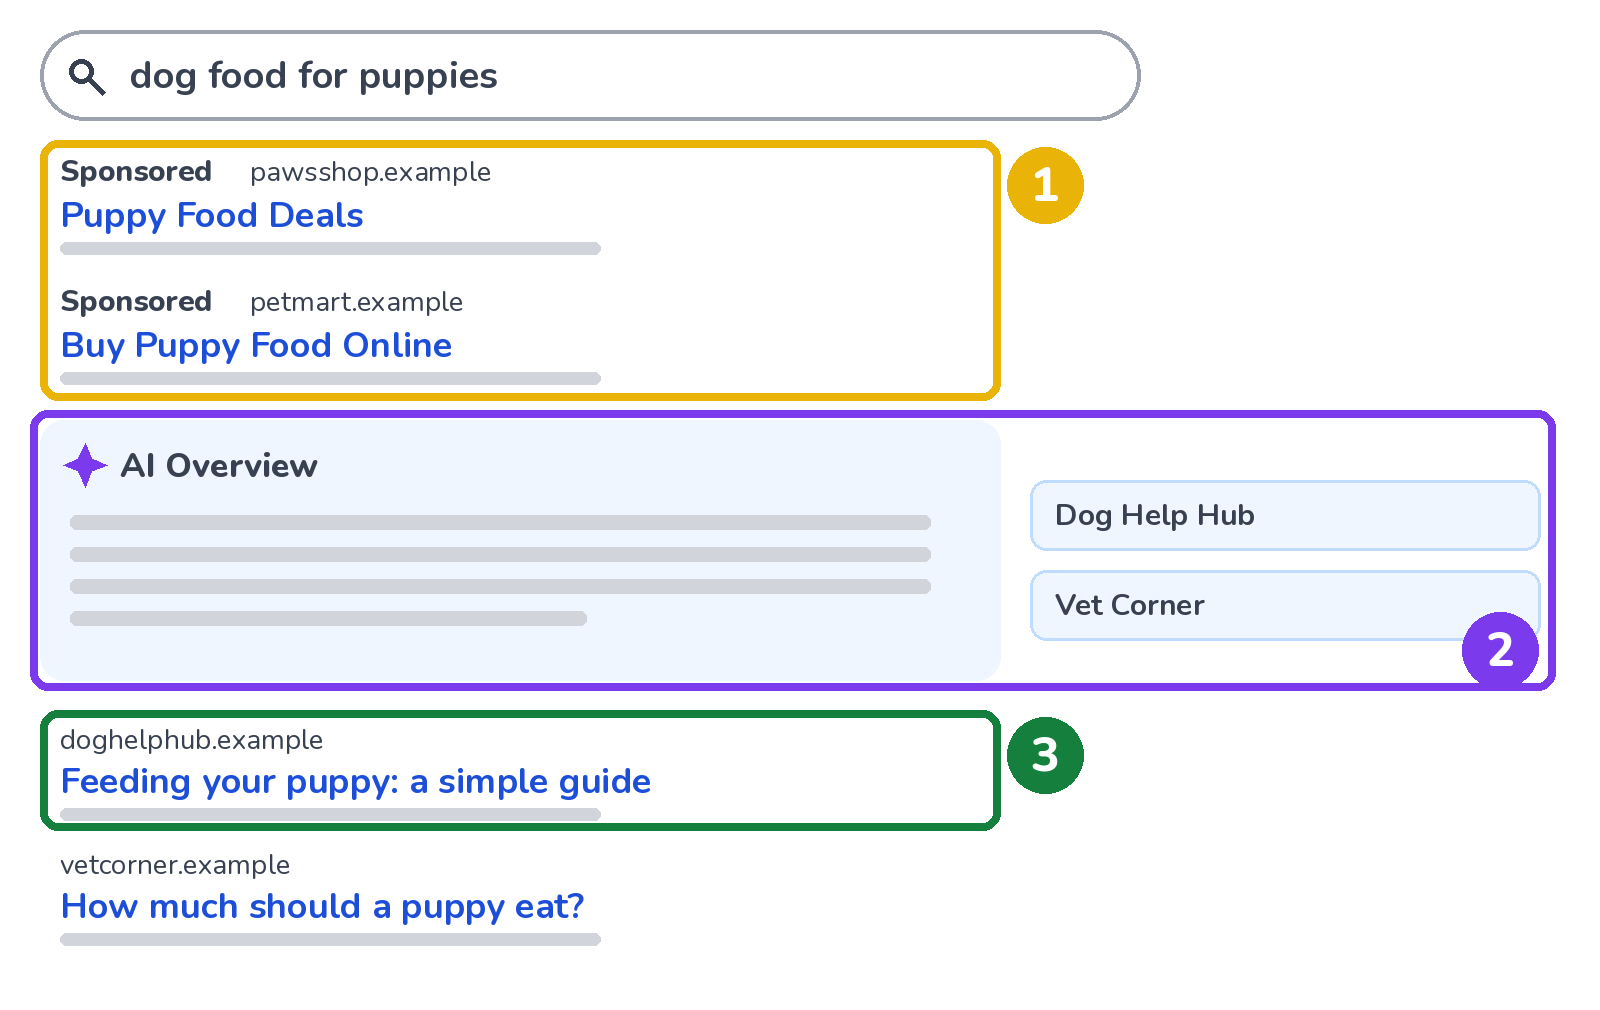 dog food for puppies
Sponsored pawsshop.example
1
Puppy Food Deals
Sponsored petmart.example
Buy Puppy Food Online
AI Overview
Dog Help Hub
Vet Corner
2
doghelphub.example
3
Feeding your puppy: a simple guide
vetcorner.example
How much should a puppy eat?